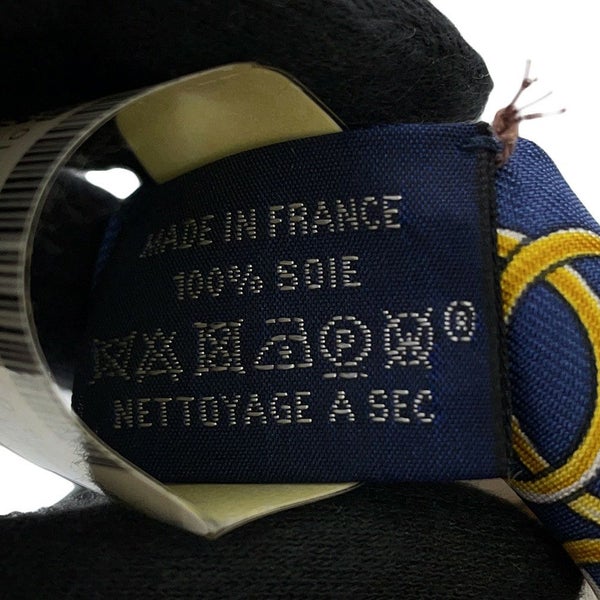 MADE IN FRANCE
100% SOIE
P ®
NETTOYAGE A SEC